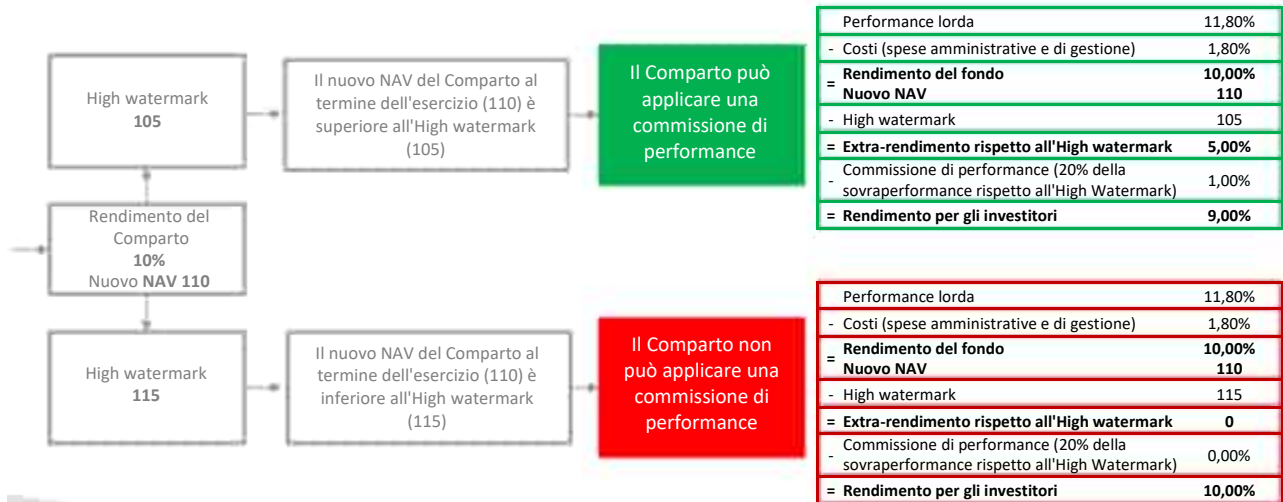 High watermark
105
Il nuovo NAV del Comparto al
termine dell'esercizio (110) è
superiore all'High watermark
(105)
Il Comparto può
applicare una
commissione di
performance
Performance lorda 11,80%
- Costi (spese amministrative e di gestione) 1,80%
= Rendimento del fondo 10,00%
Nuovo NAV 110
- High watermark 105
= Extra-rendimento rispetto all'High watermark 5,00%
- Commissione di performance (20% della
sovraperformance rispetto all'High Watermark) 1,00%
= Rendimento per gli investitori 9,00%
Rendimento del
Comparto
10%
Nuovo NAV 110
High watermark
115
Il nuovo NAV del Comparto al
termine dell'esercizio (110) è
inferiore all'High watermark
(115)
Il Comparto non
può applicare una
commissione di
performance
Performance lorda 11,80%
- Costi (spese amministrative e di gestione) 1,80%
= Rendimento del fondo 10,00%
Nuovo NAV 110
- High watermark 115
= Extra-rendimento rispetto all'High watermark 0
- Commissione di performance (20% della
sovraperformance rispetto all'High Watermark) 0,00%
= Rendimento per gli investitori 10,00%